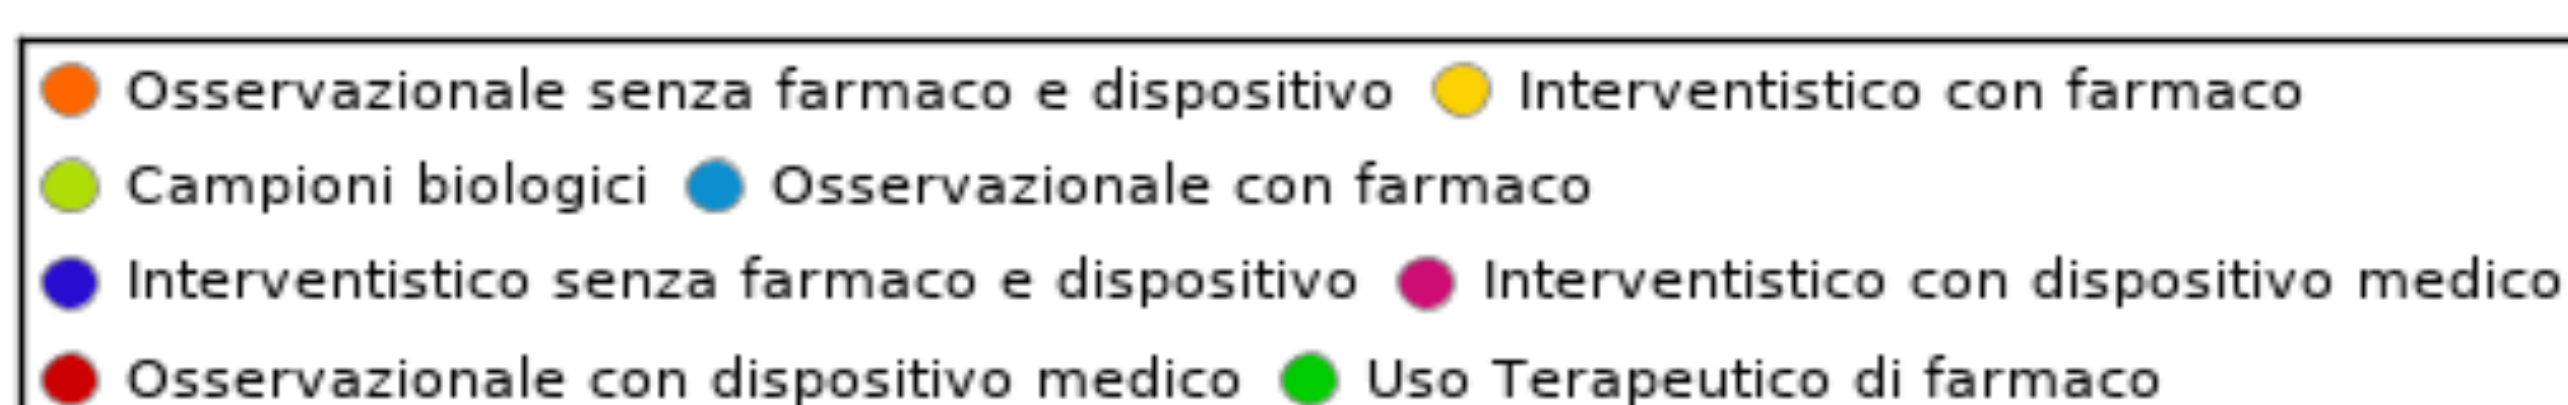 Osservazionale senza farmaco e dispositivo Interventistico con farmaco
Campioni biologici Osservazionale con farmaco
Interventistico senza farmaco e dispositivo Interventistico con dispositivo medico
Osservazionale con dispositivo medico Uso Terapeutico di farmaco